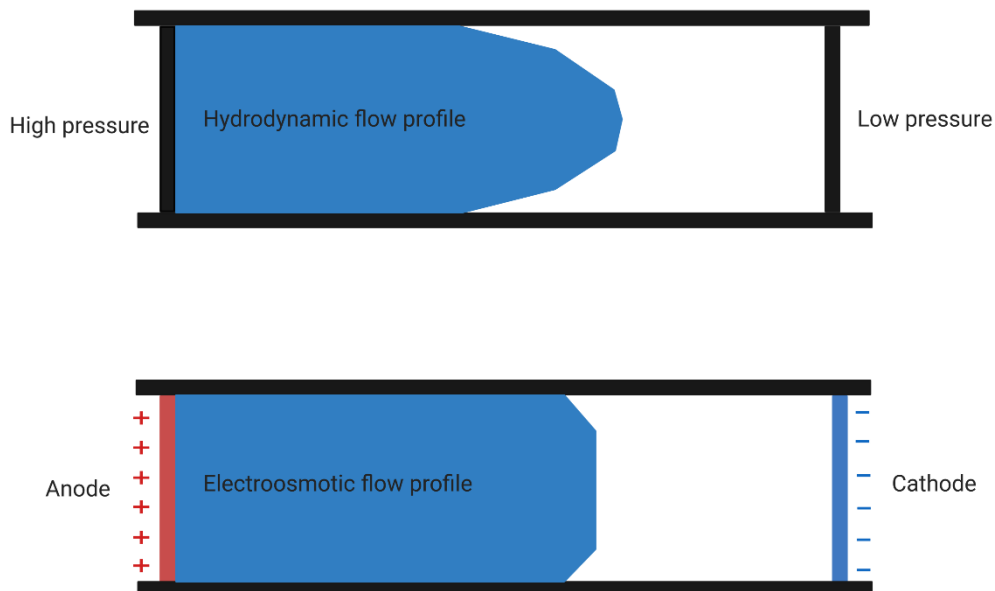 High pressure
Hydrodynamic flow profile
Low pressure
+
+
+
+
+
+
Anode
Electroosmotic flow profile
Cathode
−
−
−
−
−
−